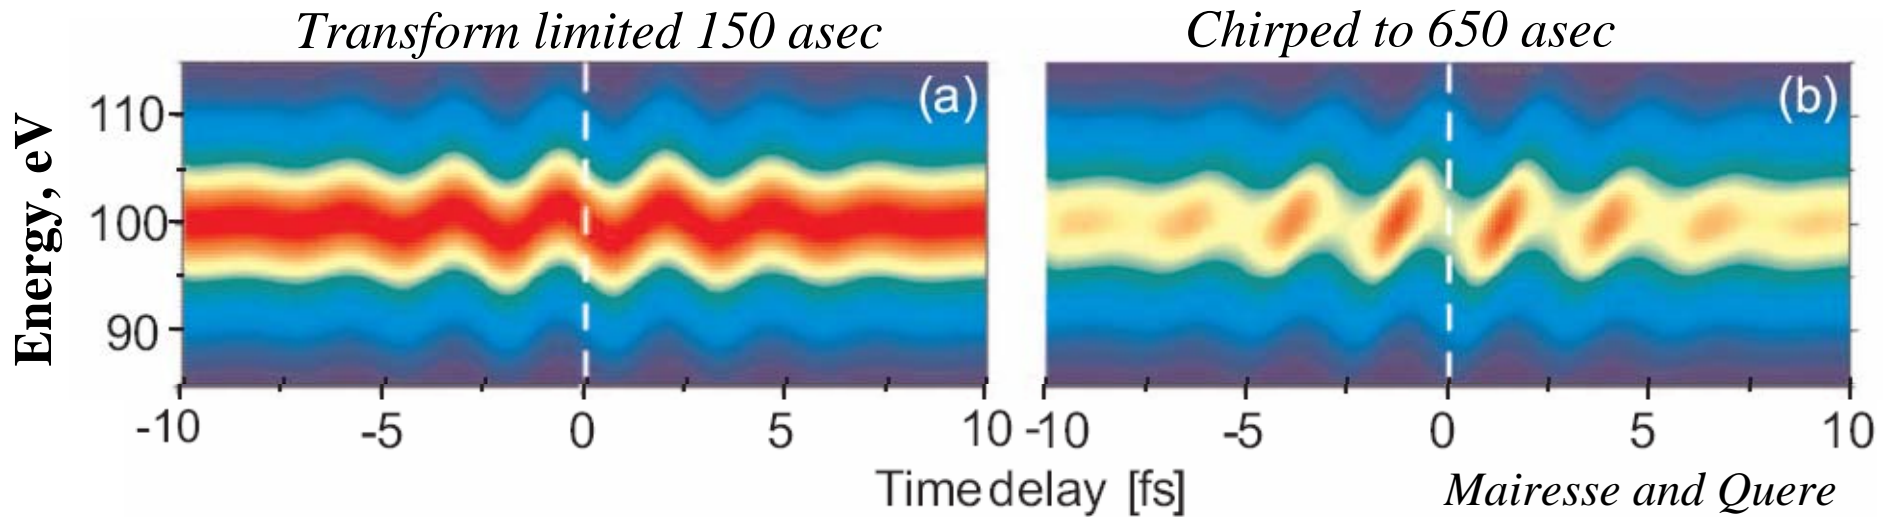 Transform limited 150 asec
Chirped to 650 asec
Energy, eV
110
100
90
(a)
(b)
-10 -5 0 5 10
-10 -5 0 5 10
Time delay [fs]
Mairesse and Quere